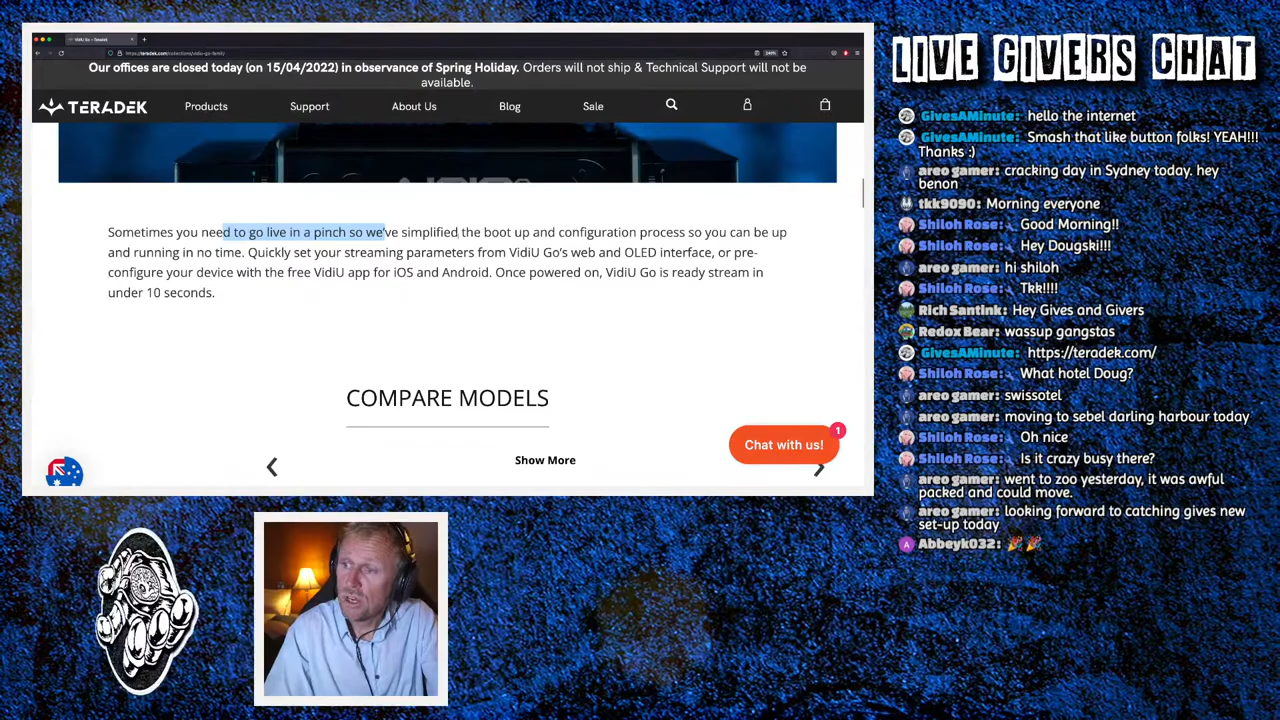 VidiU Go – Teradek
https://teradek.com/collections/vidiu-go-family
Our offices are closed today (on 15/04/2022) in observance of Spring Holiday. Orders will not ship & Technical Support will not be
available.
TERADEK
Products
Support
About Us
Blog
Sale
Sometimes you need to go live in a pinch so we've simplified the boot up and configuration process so you can be up
and running in no time. Quickly set your streaming parameters from VidiU Go's web and OLED interface, or pre-
configure your device with the free VidiU app for iOS and Android. Once powered on, VidiU Go is ready stream in
under 10 seconds.
COMPARE MODELS
Show More
Chat with us!
1
LIVE GIVERS CHAT
GivesAMinute: hello the internet
GivesAMinute: Smash that like button folks! YEAH!!!
Thanks :)
areo gamer: cracking day in Sydney today. hey
benon
tkk9090: Morning everyone
Shiloh Rose: Good Morning!!
Shiloh Rose: Hey Dougski!!!
areo gamer: hi shiloh
Shiloh Rose: Tkk!!!!
Rich Santink: Hey Gives and Givers
Redox Bear: wassup gangstas
GivesAMinute: https://teradek.com/
Shiloh Rose: What hotel Doug?
areo gamer: swissotel
areo gamer: moving to sebel darling harbour today
Shiloh Rose: Oh nice
Shiloh Rose: Is it crazy busy there?
areo gamer: went to zoo yesterday, it was awful
packed and could move.
areo gamer: looking forward to catching gives new
set-up today
A
Abbeyk032: 🎉🎉